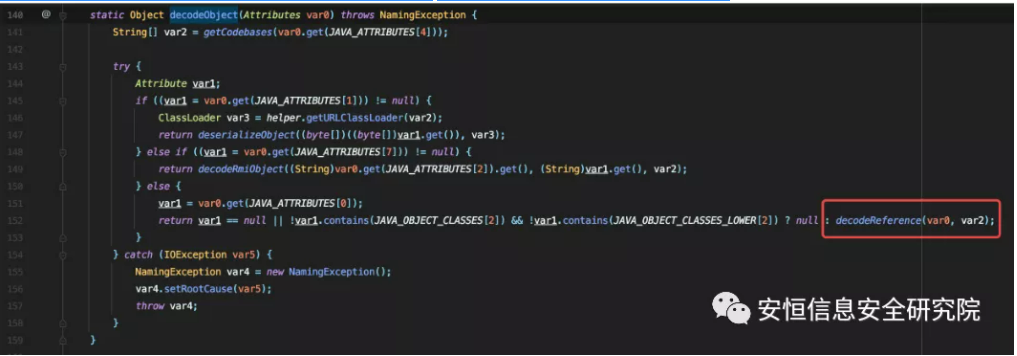 140 @ static Object decodeObject(Attributes var0) throws NamingException {
141 String[] var2 = getCodebases(var0.get(JAVA_ATTRIBUTES[4]));
142
143 try {
144 Attribute var1;
145 if ((var1 = var0.get(JAVA_ATTRIBUTES[1])) != null) {
146 ClassLoader var3 = helper.getURLClassLoader(var2);
147 return deserializeObject((byte[])((byte[])var1.get()), var3);
148 } else if ((var1 = var0.get(JAVA_ATTRIBUTES[7])) != null) {
149 return decodeRmiObject((String)var0.get(JAVA_ATTRIBUTES[2]).get(), (String)var1.get(), var2);
150 } else {
151 var1 = var0.get(JAVA_ATTRIBUTES[0]);
152 return var1 == null || !var1.contains(JAVA_OBJECT_CLASSES[2]) && !var1.contains(JAVA_OBJECT_CLASSES_LOWER[2]) ? null : decodeReference(var0, var2);
153 }
154 } catch (IOException var5) {
155 NamingException var4 = new NamingException();
156 var4.setRootCause(var5);
157 throw var4;
158 }
159 }
安恒信息安全研究院